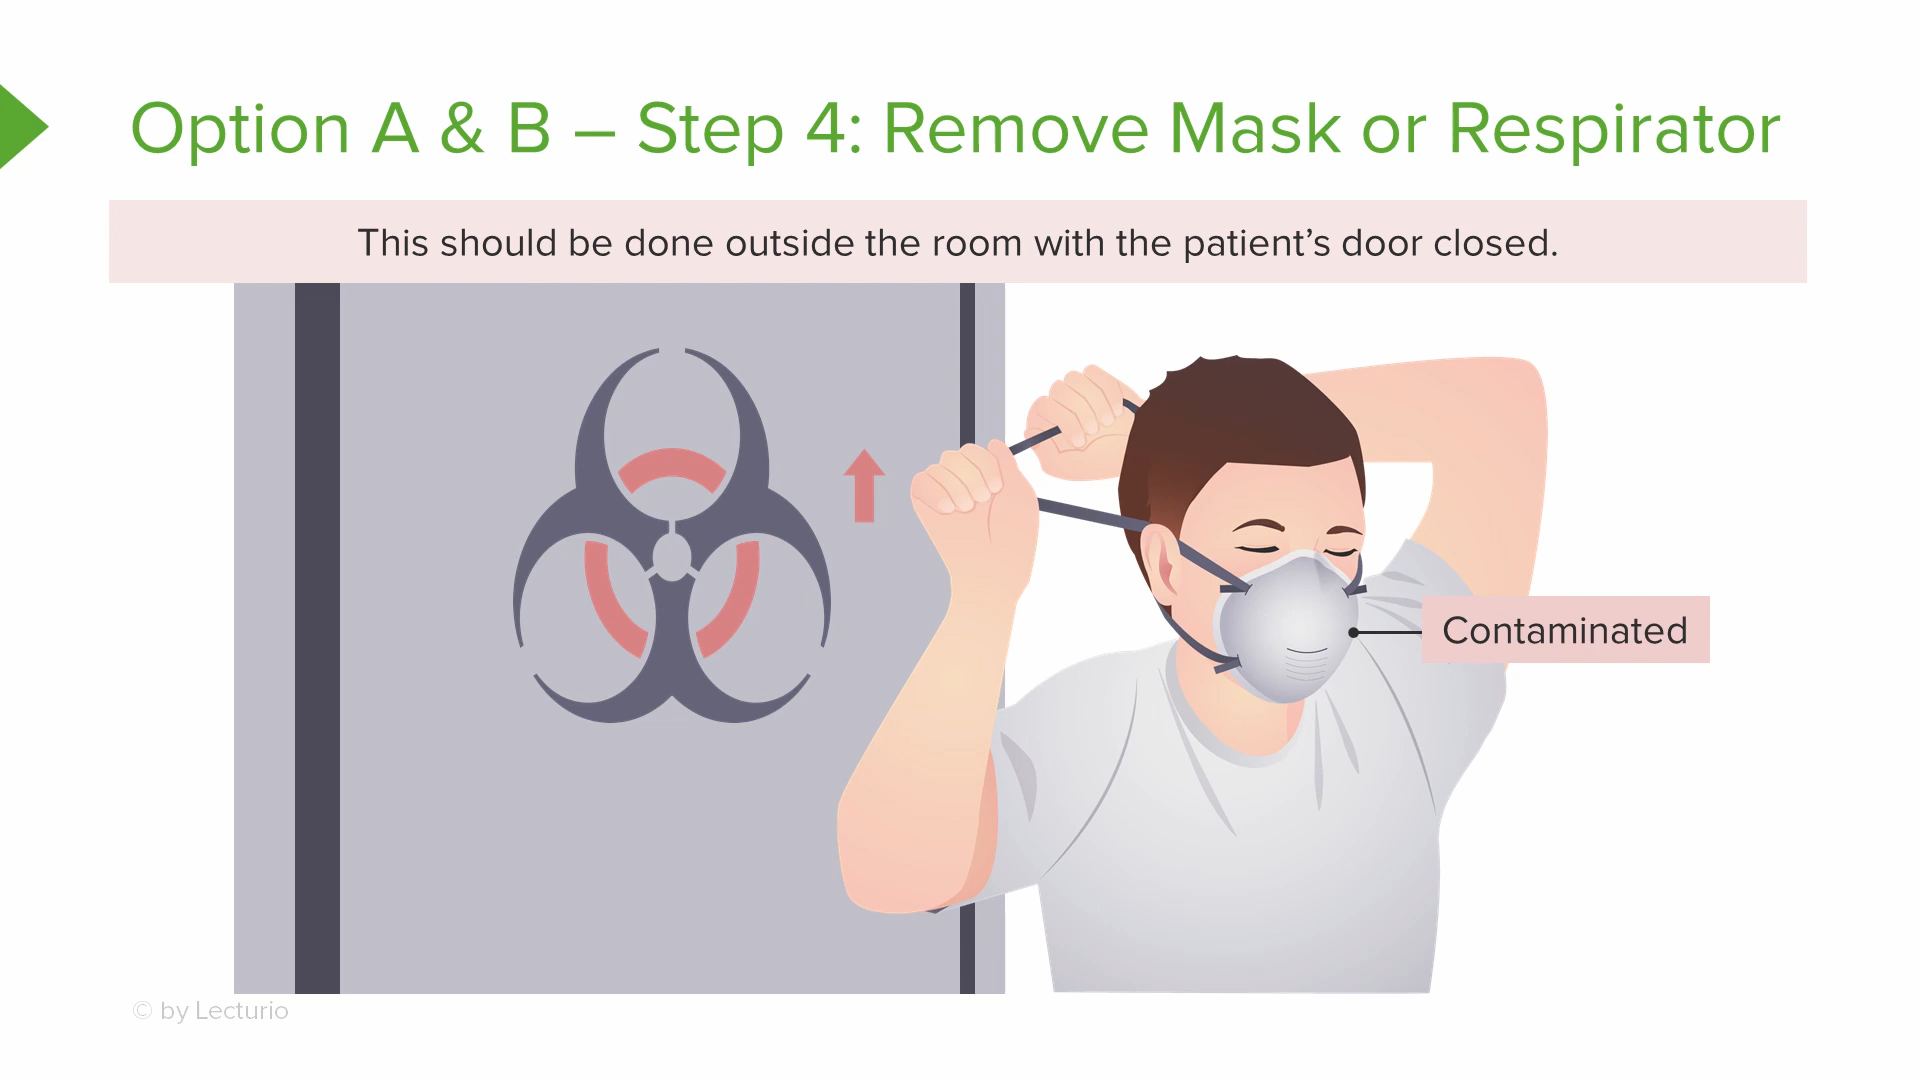 Option A & B – Step 4: Remove Mask or Respirator
This should be done outside the room with the patient’s door closed.
Contaminated
© by Lecturio